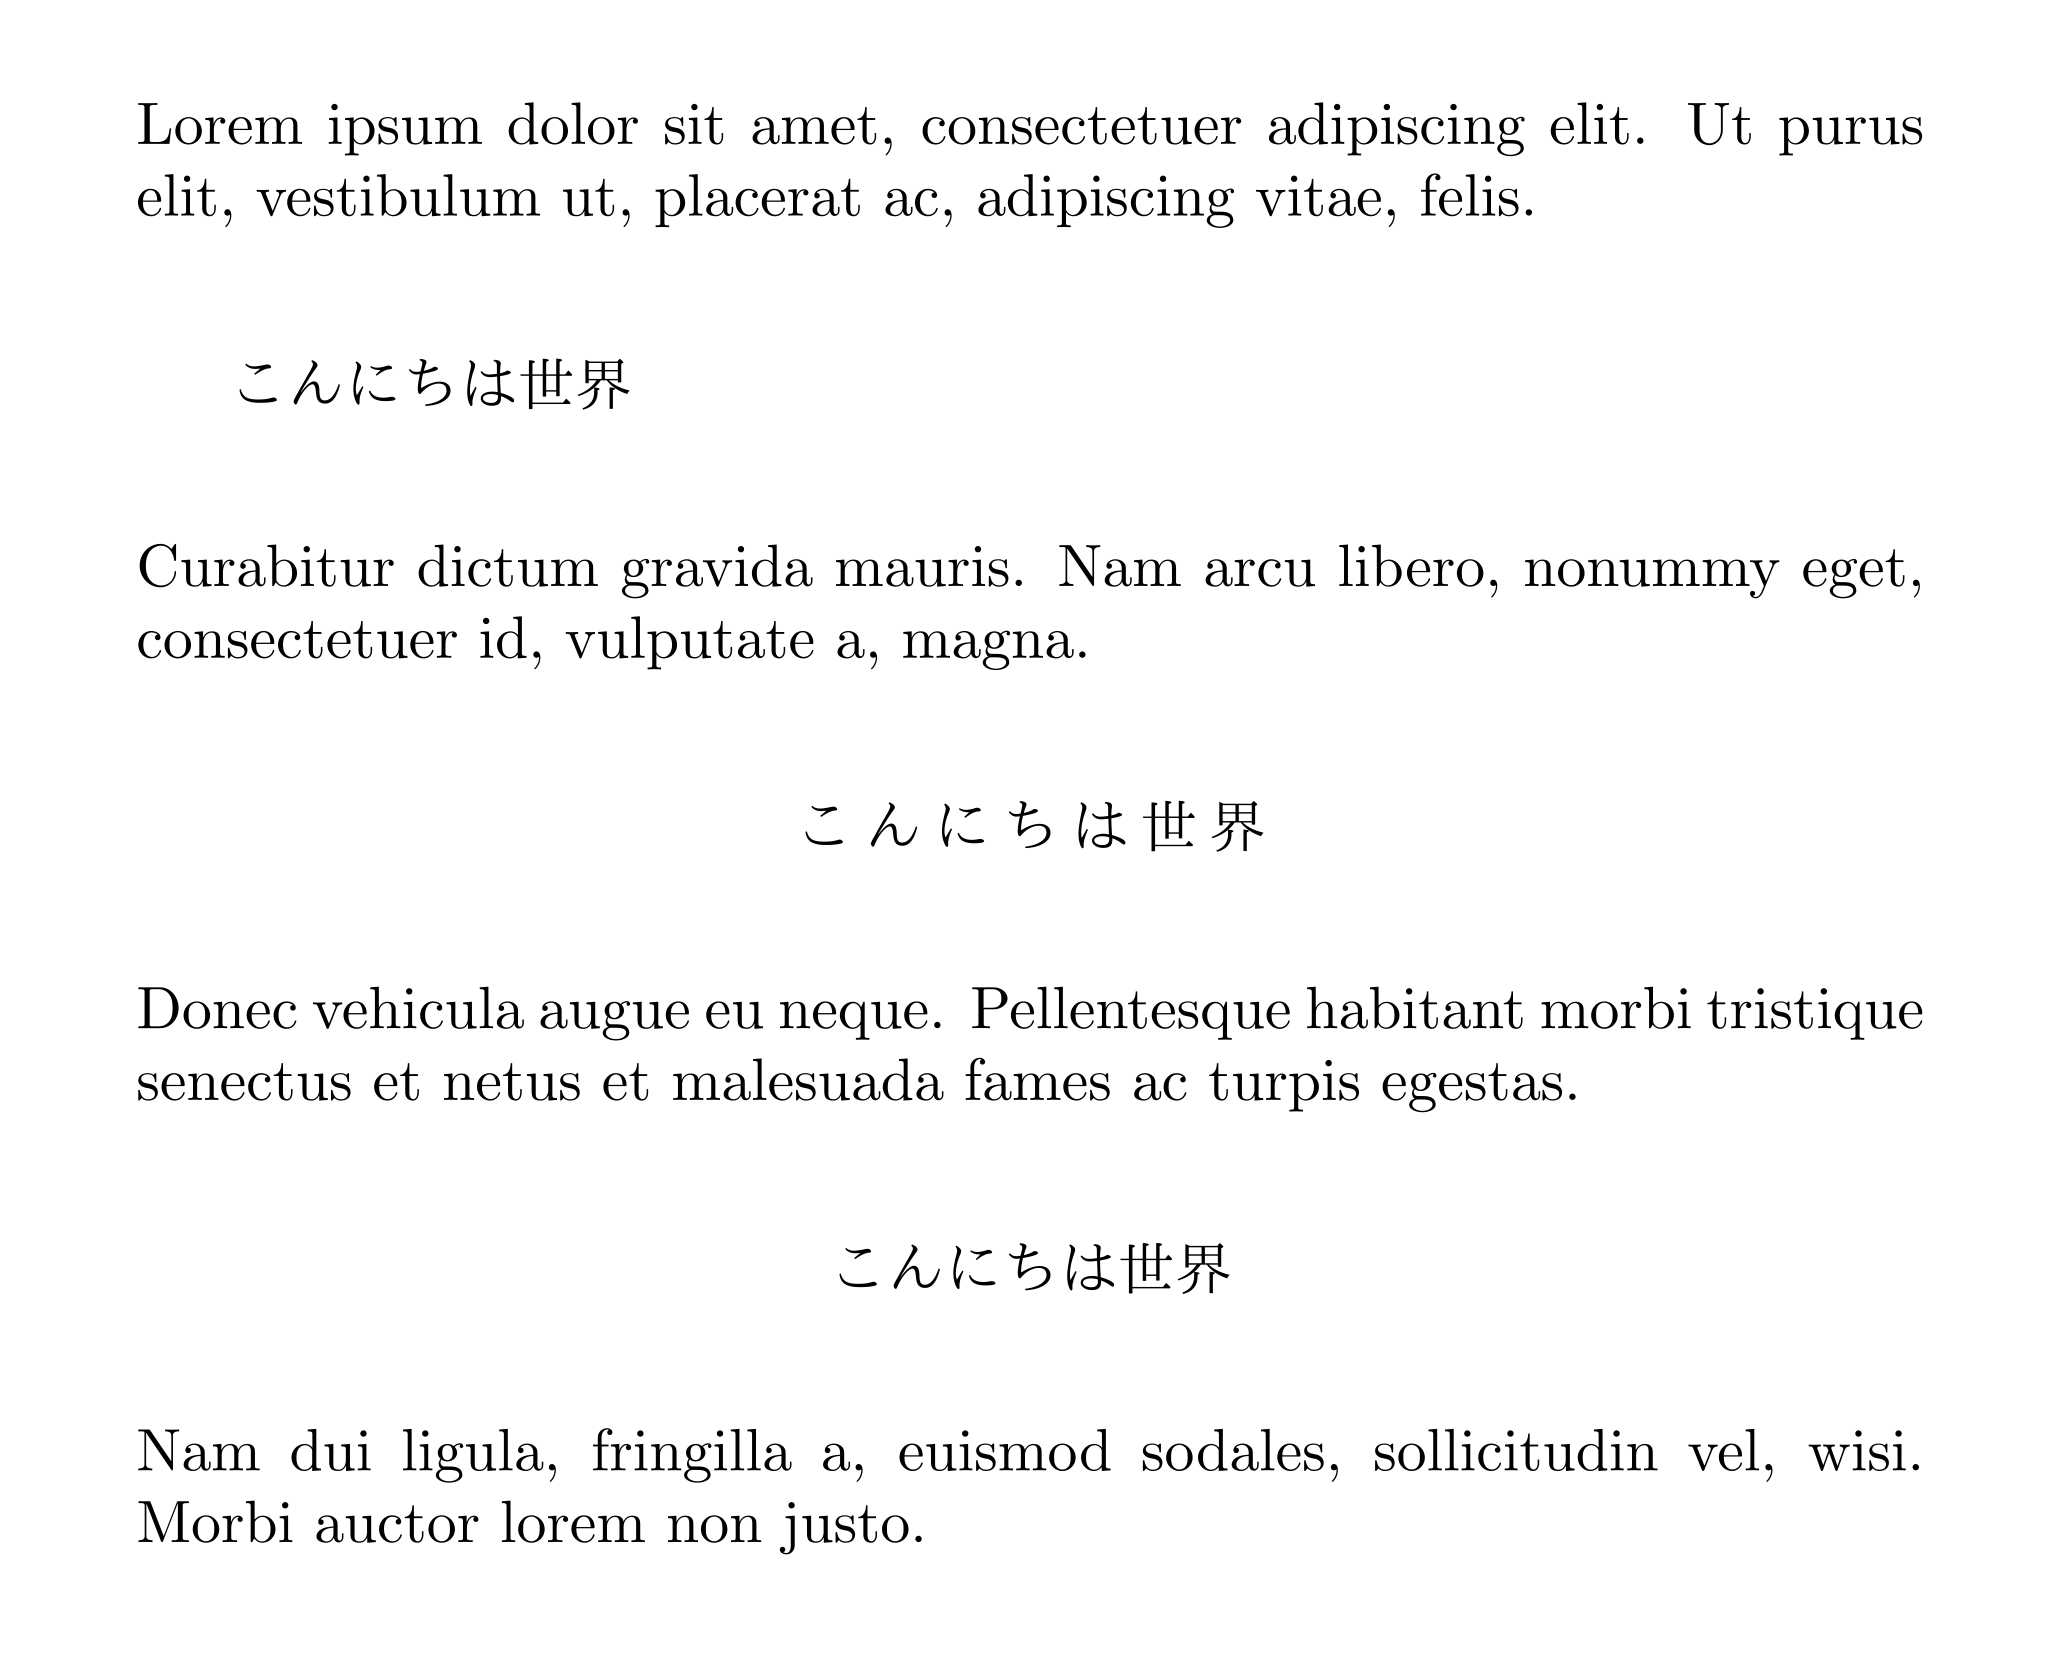 Lorem ipsum dolor sit amet, consectetuer adipiscing elit. Ut purus
elit, vestibulum ut, placerat ac, adipiscing vitae, felis.
こんにちは世界
Curabitur dictum gravida mauris. Nam arcu libero, nonummy eget,
consectetuer id, vulputate a, magna.
こんにちは世界
Donec vehicula augue eu neque. Pellentesque habitant morbi tristique
senectus et netus et malesuada fames ac turpis egestas.
こんにちは世界
Nam dui ligula, fringilla a, euismod sodales, sollicitudin vel, wisi.
Morbi auctor lorem non justo.